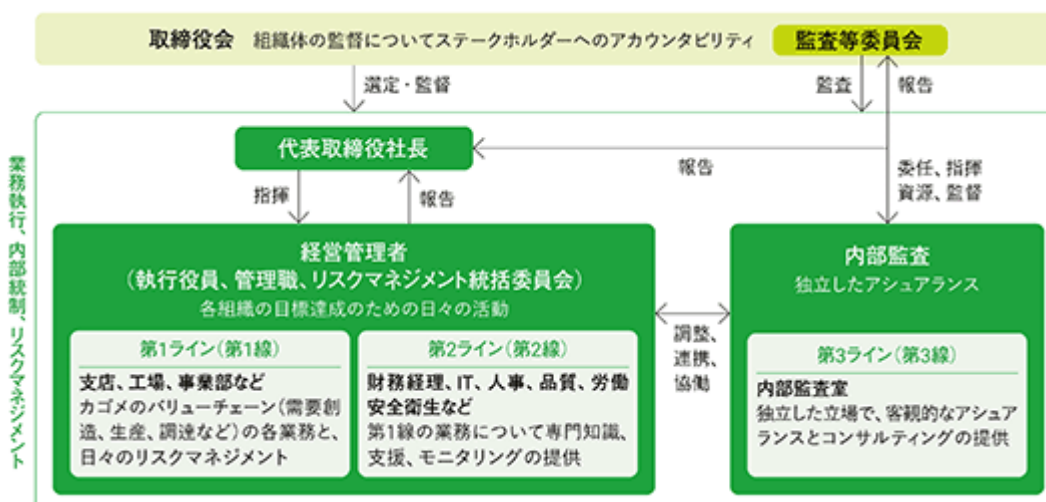 取締役会 組織体の監督についてステークホルダーへのアカウンタビリティ 監査等委員会
選定・監督
監査
報告
代表取締役社長
報告
委任、指揮
資源、監督
指揮
報告
業務執行、内部統制、リスクマネジメント
経営管理者
(執行役員、管理職、リスクマネジメント統括委員会)
各組織の目標達成のための日々の活動
第1ライン(第1線)
支店、工場、事業部など
カゴメのバリューチェーン(需要創
造、生産、調達など)の各業務と、
日々のリスクマネジメント
第2ライン(第2線)
財務経理、IT、人事、品質、労働
安全衛生など
第1線の業務について専門知識、
支援、モニタリングの提供
調整、
連携、
協働
内部監査
独立したアシュアランス
第3ライン(第3線)
内部監査室
独立した立場で、客観的なアシュア
ランスとコンサルティングの提供